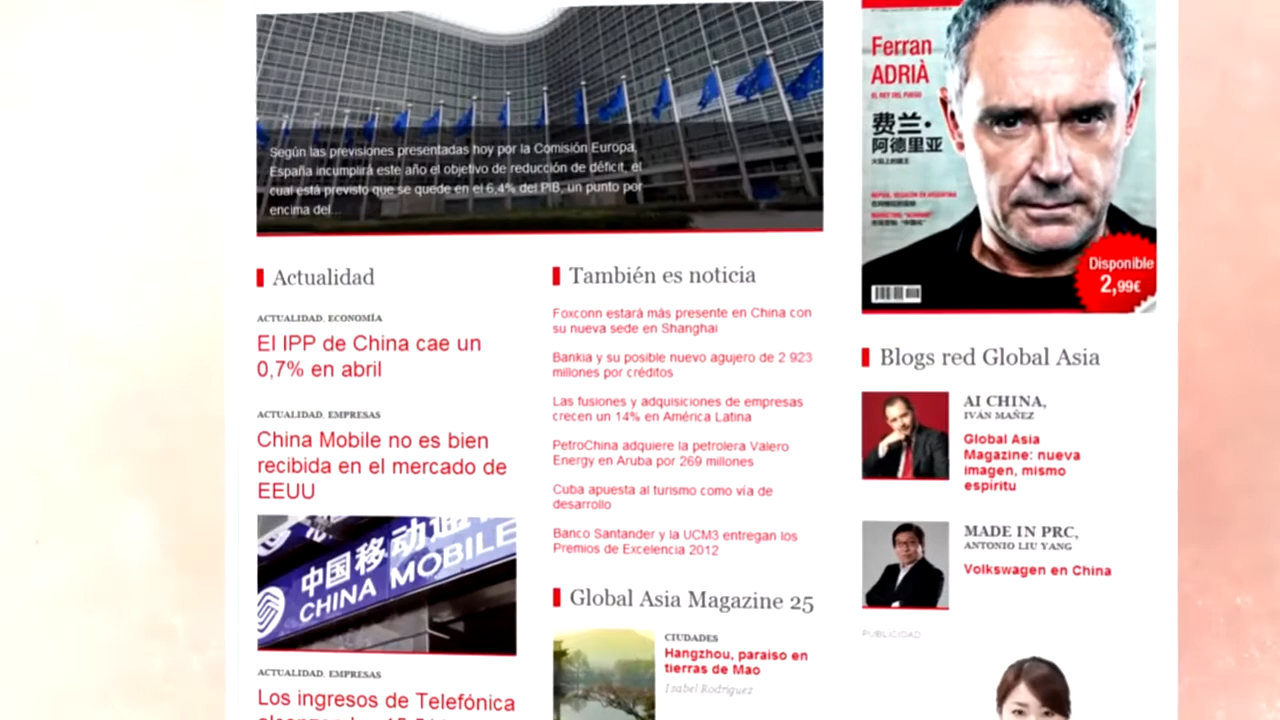 Según las previsiones presentadas hoy por la Comisión Europa,
España incumplirá este año el objetivo de reducción de déficit, el
cual está previsto que se quede en el 6,4% del PIB, un punto por
encima del...
Actualidad
ACTUALIDAD, ECONOMÍA
El IPP de China cae un
0,7% en abril
ACTUALIDAD, EMPRESAS
China Mobile no es bien
recibida en el mercado de
EEUU
中国移动通
CHINA MOBILE
ACTUALIDAD, EMPRESAS
Los ingresos de Telefónica
También es noticia
Foxconn estará más presente en China con
su nueva sede en Shanghai
Bankia y su posible nuevo agujero de 2 923
millones por créditos
Las fusiones y adquisiciones de empresas
crecen un 14% en América Latina
PetroChina adquiere la petrolera Valero
Energy en Aruba por 269 millones
Cuba apuesta al turismo como vía de
desarrollo
Banco Santander y la UCM3 entregan los
Premios de Excelencia 2012
Global Asia Magazine 25
CIUDADES
Hangzhou, paraíso en
tierras de Mao
Isabel Rodríguez
Ferran
ADRIÀ
EL REY DEL FUEGO
费兰·
阿德里亚
Disponible
2,99€
Blogs red Global Asia
AI CHINA,
IVÁN MAÑEZ
Global Asia
Magazine: nueva
imagen, mismo
espíritu
MADE IN PRC,
ANTONIO LIU YANG
Volkswagen en China
PUBLICIDAD